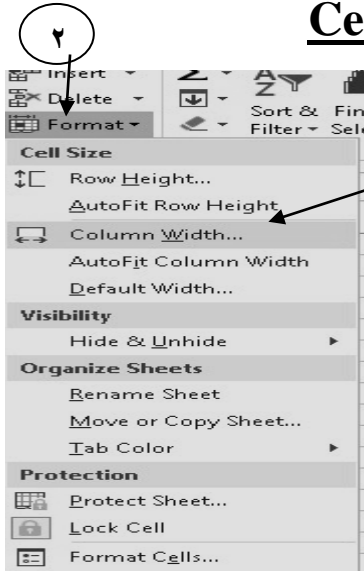 ٢
Ce
Insert
Delete
Format
Sort &
Filter
Fin
Sele
Cell Size
Row Height...
AutoFit Row Height
Column Width...
AutoFit Column Width
Default Width...
Visibility
Hide & Unhide
Organize Sheets
Rename Sheet
Move or Copy Sheet...
Tab Color
Protection
Protect Sheet...
Lock Cell
Format Cells...